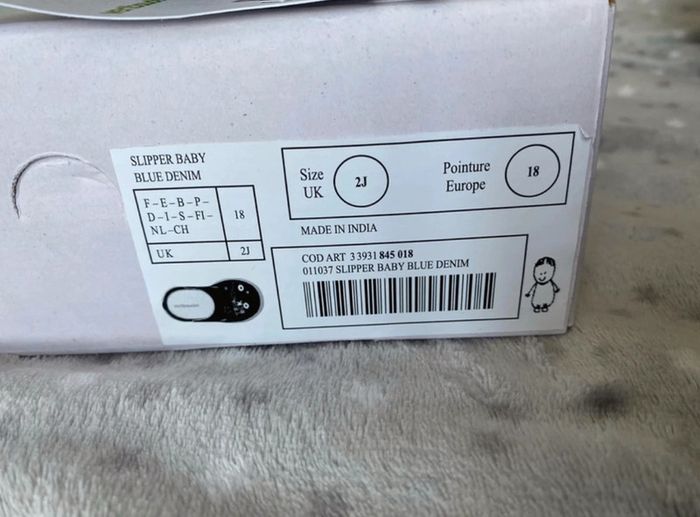 SLIPPER BABY
BLUE DENIM
F-E-B-P-
D-I-S-FI-
NL-CH
18
UK
2J
Size
UK
2J
Pointure
Europe
18
MADE IN INDIA
COD ART 3 3931 845 018
011037 SLIPPER BABY BLUE DENIM